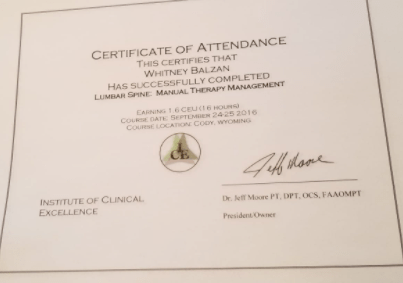 CERTIFICATE OF ATTENDANCE
THIS CERTIFIES THAT
WHITNEY BALZAN
HAS SUCCESSFULLY COMPLETED
LUMBAR SPINE: MANUAL THERAPY MANAGEMENT
EARNING 1.6 CEU (16 HOURS)
COURSE DATE: SEPTEMBER 24-25 2016
COURSE LOCATION: CODY, WYOMING
ICE
Jeff Moore
INSTITUTE OF CLINICAL
EXCELLENCE
Dr. Jeff Moore PT, DPT, OCS, FAAOMPT
President/Owner